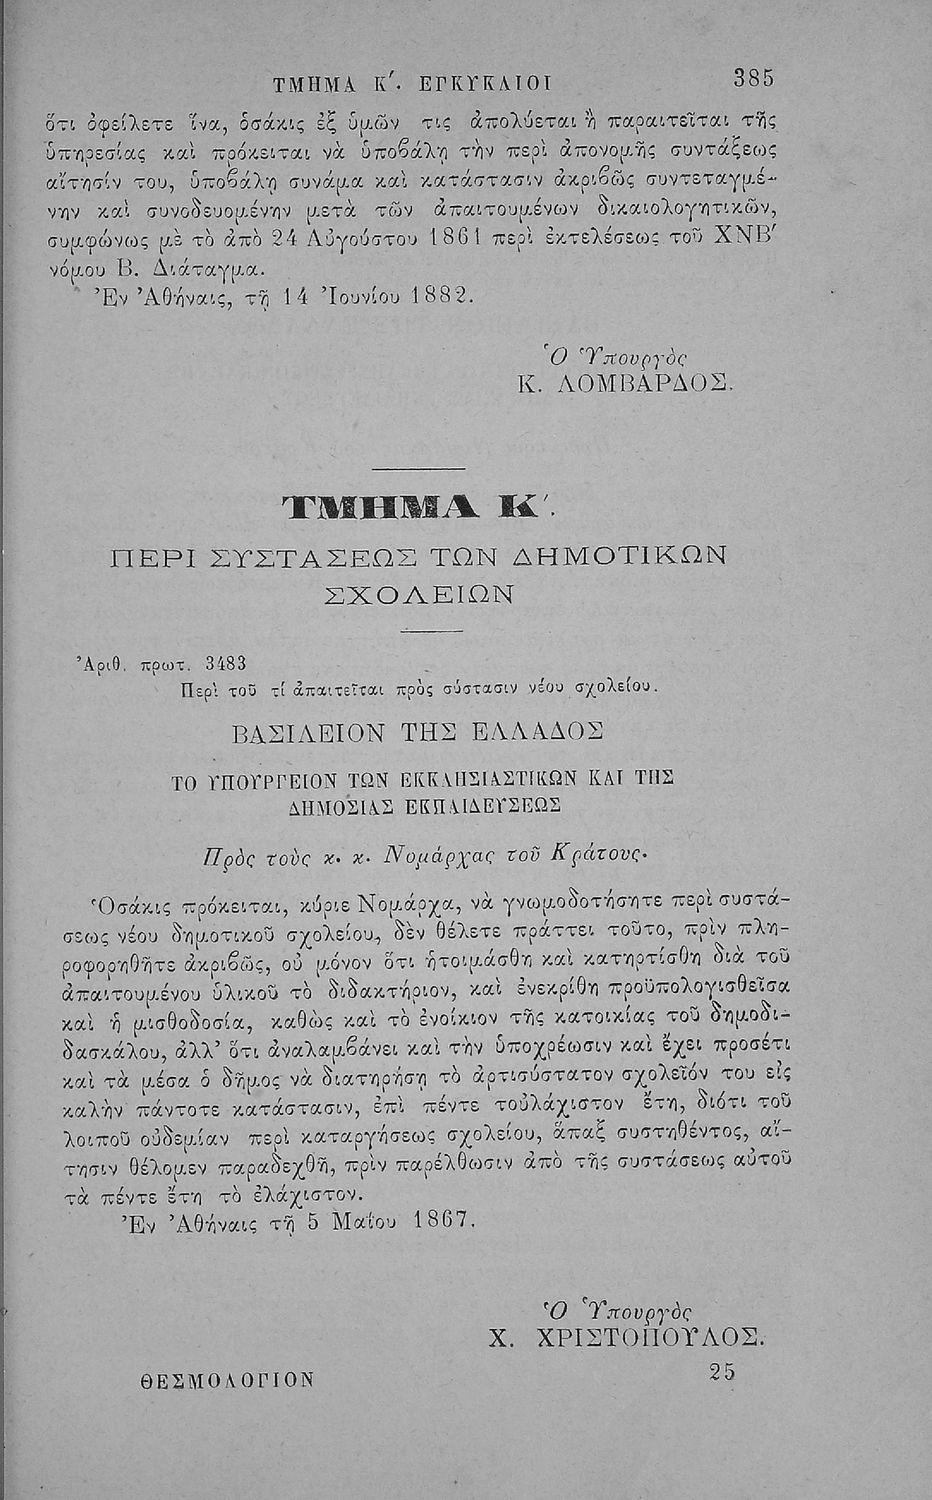 ΤΜΗΜΑ Κ΄. ΕΓΚΥΚΛΙΟΙ 385
ὅτι ὀφείλετε ἵνα, ὁσάκις ἐξ ὑμῶν τις ἀπολύεται ἢ παραιτεῖται τῆς
ὑπηρεσίας καὶ πρόκειται νὰ ὑποβάλῃ τὴν περὶ ἀπονομῆς συντάξεως
αἴτησίν του, ὑποβάλῃ συνάμα καὶ κατάστασιν ἀκριβῶς συντεταγμέ-
νην καὶ συνοδευομένην μετὰ τῶν ἀπαιτουμένων δικαιολογητικῶν,
συμφώνως μὲ τὸ ἀπὸ 24 Αὐγούστου 1861 περὶ ἐκτελέσεως τοῦ ΧΝΒ΄
νόμου Β. Διάταγμα.
Ἐν Ἀθήναις, τῇ 14 Ἰουνίου 1882.
Ὁ Ὑπουργὸς
Κ. ΛΟΜΒΑΡΔΟΣ.
ΤΜΗΜΑ Κ΄.
ΠΕΡΙ ΣΥΣΤΑΣΕΩΣ ΤΩΝ ΔΗΜΟΤΙΚΩΝ
ΣΧΟΛΕΙΩΝ
Ἀριθ. πρωτ. 3483
Περὶ τοῦ τί ἀπαιτεῖται πρὸς σύστασιν νέου σχολείου.
ΒΑΣΙΛΕΙΟΝ ΤΗΣ ΕΛΛΑΔΟΣ
ΤΟ ΥΠΟΥΡΓΕΙΟΝ ΤΩΝ ΕΚΚΛΗΣΙΑΣΤΙΚΩΝ ΚΑΙ ΤΗΣ
ΔΗΜΟΣΙΑΣ ΕΚΠΑΙΔΕΥΣΕΩΣ
Πρὸς τοὺς κ. κ. Νομάρχας τοῦ Κράτους.
Ὁσάκις πρόκειται, κύριε Νομάρχα, νὰ γνωμοδοτήσητε περὶ συστά-
σεως νέου δημοτικοῦ σχολείου, δὲν θέλετε πράττει τοῦτο, πρὶν πλη-
ροφορηθῆτε ἀκριβῶς, οὐ μόνον ὅτι ἡτοιμάσθη καὶ κατηρτίσθη διὰ τοῦ
ἀπαιτουμένου ὑλικοῦ τὸ διδακτήριον, καὶ ἐνεκρίθη προϋπολογισθεῖσα
καὶ ἡ μισθοδοσία, καθὼς καὶ τὸ ἐνοίκιον τῆς κατοικίας τοῦ δημοδι-
δασκάλου, ἀλλ᾽ ὅτι ἀναλαμβάνει καὶ τὴν ὑποχρέωσιν καὶ ἔχει προσέτι
καὶ τὰ μέσα ὁ δῆμος νὰ διατηρήσῃ τὸ ἀρτισύστατον σχολεῖόν του εἰς
καλὴν πάντοτε κατάστασιν, ἐπὶ πέντε τοὐλάχιστον ἔτη, διότι τοῦ
λοιποῦ οὐδεμίαν περὶ καταργήσεως σχολείου, ἅπαξ συστηθέντος, αἴ-
τησιν θέλομεν παραδεχθῆ, πρὶν παρέλθωσιν ἀπὸ τῆς συστάσεως αὐτοῦ
τὰ πέντε ἔτη τὸ ἐλάχιστον.
Ἐν Ἀθήναις τῇ 5 Μαΐου 1867.
Ὁ Ὑπουργὸς
Χ. ΧΡΙΣΤΟΠΟΥΛΟΣ.
ΘΕΣΜΟΛΟΓΙΟΝ 25